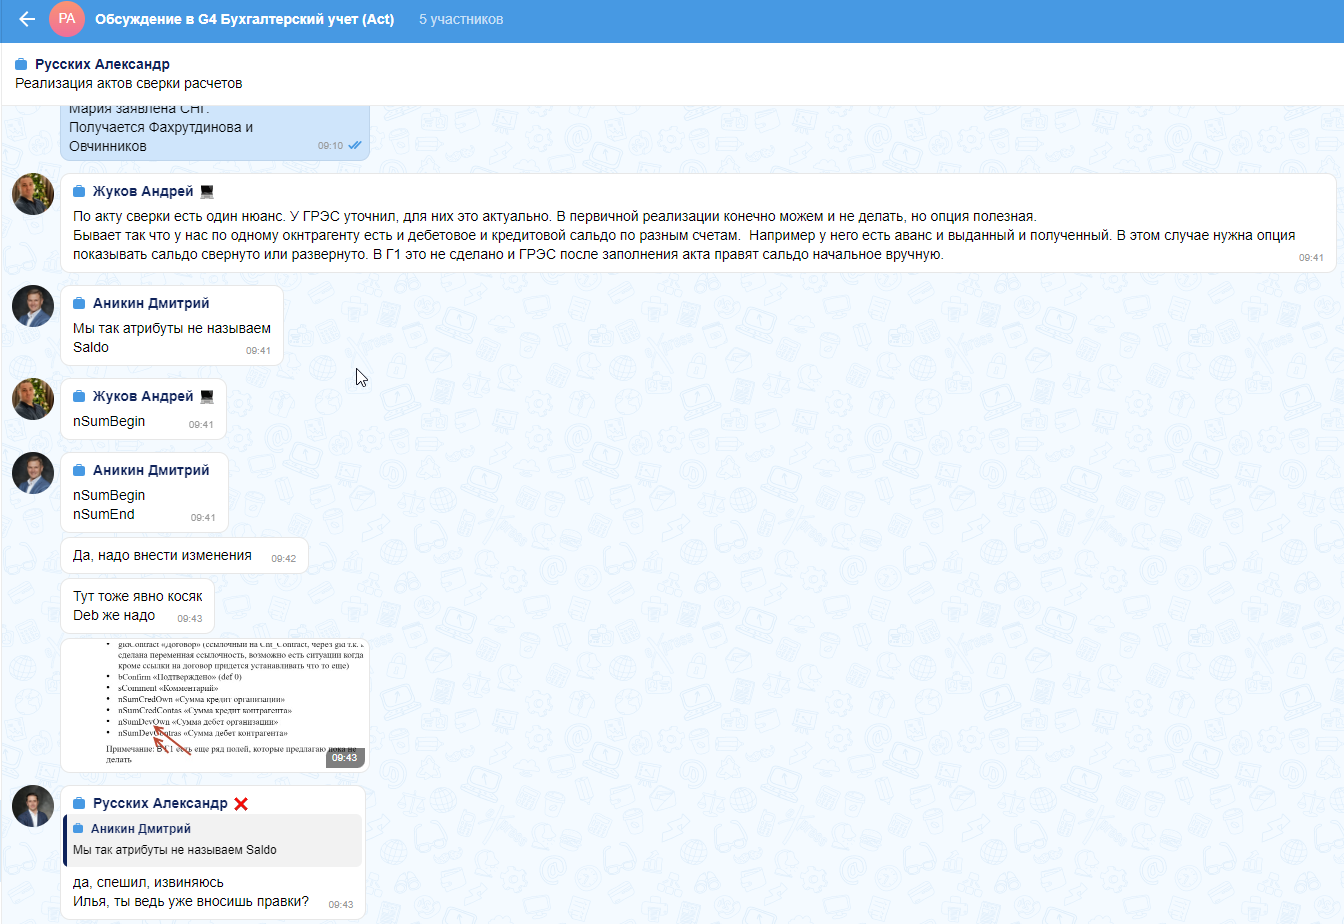 РА
Обсуждение в G4 Бухгалтерский учет (Act) 5 участников
Русских Александр
Реализация актов сверки расчетов
Мария заявлена СНГ.
Получается Фахрутдинова и
Овчинников
09:10
Жуков Андрей
По акту сверки есть один нюанс. У ГРЭС уточнил, для них это актуально. В первичной реализации конечно можем и не делать, но опция полезная.
Бывает так что у нас по одному окнтрагенту есть и дебетовое и кредитовой сальдо по разным счетам. Например у него есть аванс и выданный и полученный. В этом случае нужна опция
показывать сальдо свернуто или развернуто. В Г1 это не сделано и ГРЭС после заполнения акта правят сальдо начальное вручную.
09:41
Аникин Дмитрий
Мы так атрибуты не называем
Saldo
09:41
Жуков Андрей
nSumBegin
09:41
Аникин Дмитрий
nSumBegin
nSumEnd
09:41
Да, надо внести изменения
09:42
Тут тоже явно косяк
Deb же надо
09:43
gidContract «Договор» (ссылочный на Cnt_Contract, через gid т.к.
сделана переменная ссылочность, возможно есть ситуации когда
кроме ссылки на договор придется устанавливать что то еще)
• bConfirm «Подтверждено» (def 0)
• sComment «Комментарий»
• nSumCredOwn «Сумма кредит организации»
• nSumCredContas «Сумма кредит контрагента»
• nSumDevOwn «Сумма дебет организации»
• nSumDevContras «Сумма дебет контрагента»
Примечание: В Г1 есть еще ряд полей, которые предлагаю пока не
делать
09:43
Русских Александр
Аникин Дмитрий
Мы так атрибуты не называем Saldo
да, спешил, извиняюсь
Илья, ты ведь уже вносишь правки?
09:43